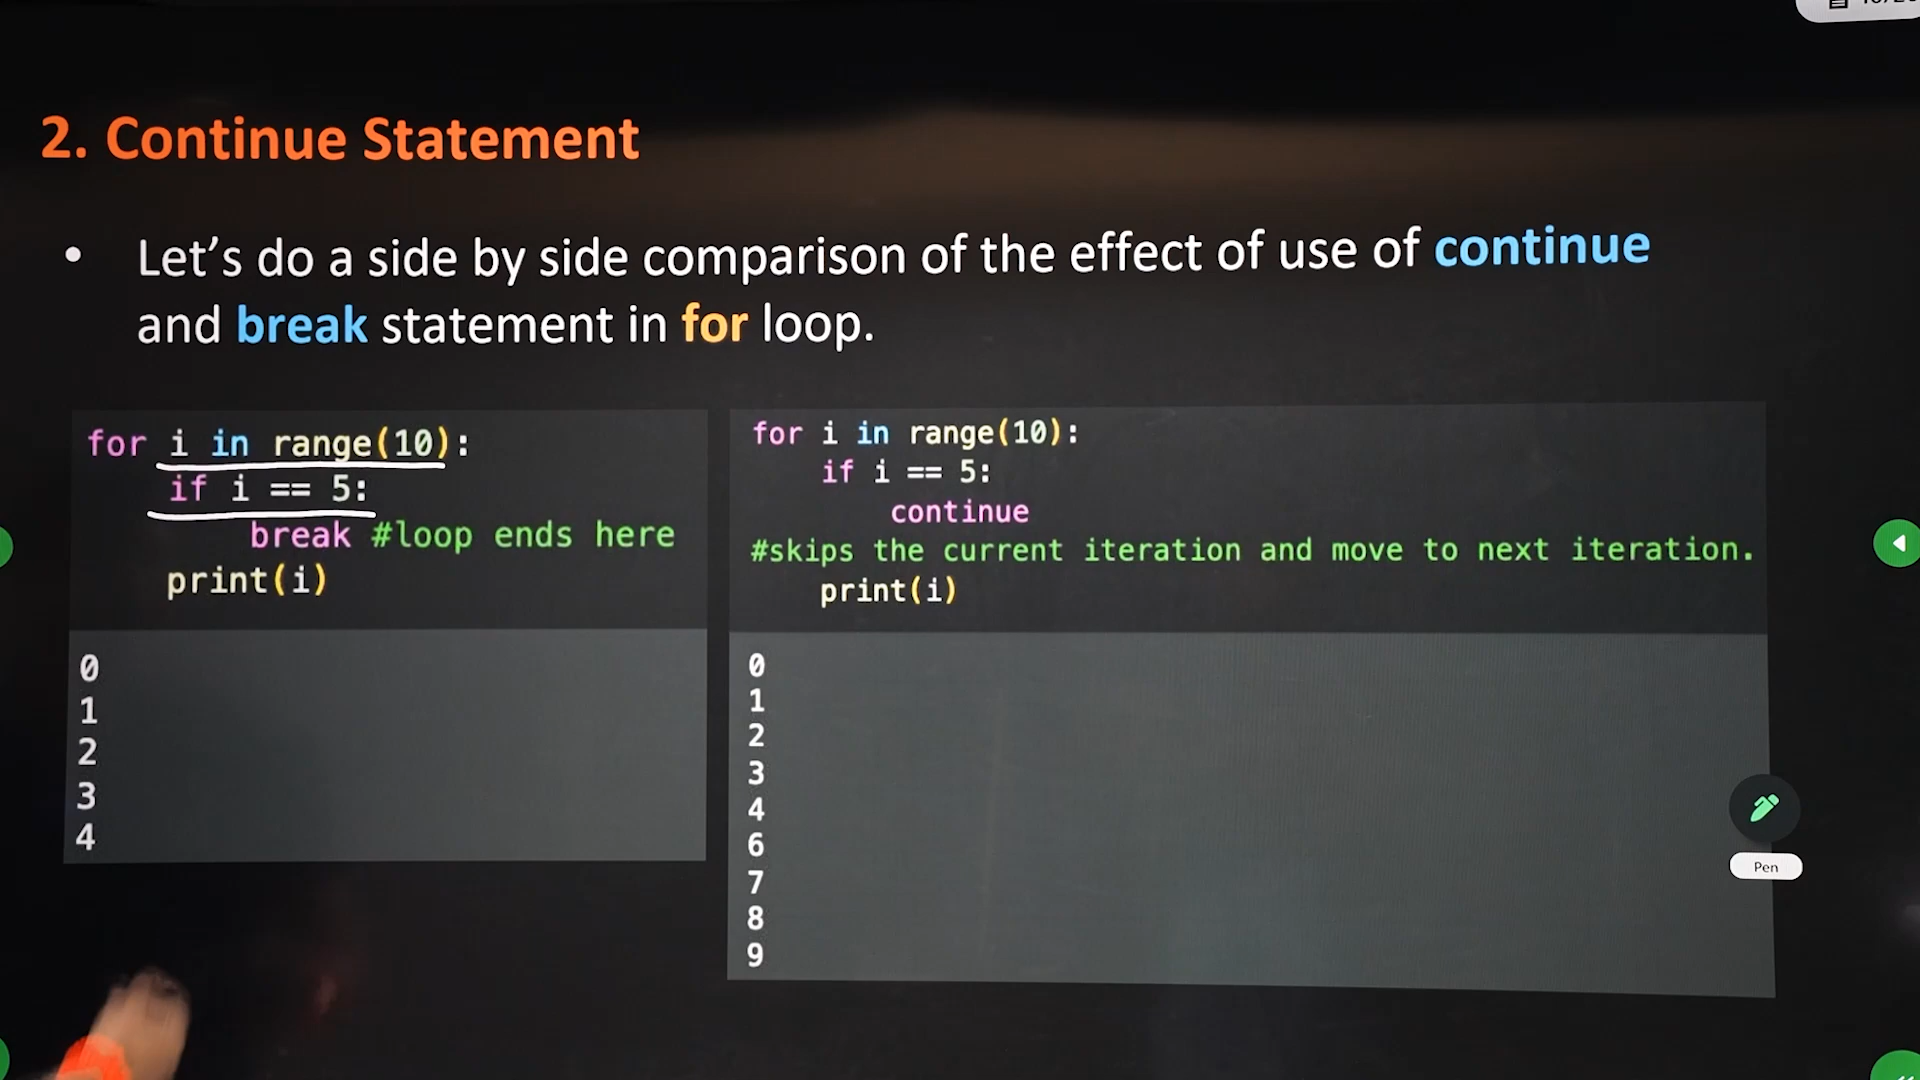 2. Continue Statement
• Let's do a side by side comparison of the effect of use of continue
and break statement in for loop.
for i in range(10):
if i == 5:
break #loop ends here
print(i)
0
1
2
3
4
for i in range(10):
if i == 5:
continue
#skips the current iteration and move to next iteration.
print(i)
0
1
2
3
4
6
7
8
9
Pen